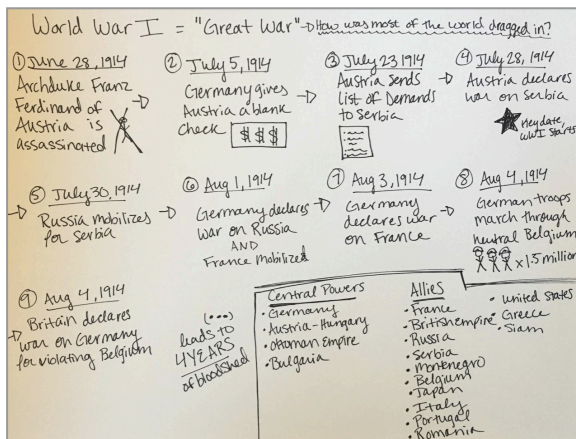 World War I = "Great War" → How was most of the world dragged in?
① June 28, 1914
Archduke Franz
Ferdinand of
Austria is
assassinated
② July 5, 1914
Germany gives
Austria a blank
check
$ $ $
③ July 23 1914
Austria sends
list of Demands
to Serbia
④ July 28, 1914
Austria declares
war on Serbia
Key date,
WWI starts
⑤ July 30, 1914
Russia mobilizes
for Serbia
⑥ Aug 1, 1914
Germany declares
war on Russia
AND
France mobilized
⑦ Aug 3, 1914
Germany
declares war
on France
⑧ Aug 4, 1914
German troops
march through
neutral Belgium
x 1.5 million
⑨ Aug 4, 1914
Britain declares
war on Germany
for violating Belgium
(...)
leads to
4 YEARS
of bloodshed
Central Powers
• Germany
• Austria-Hungary
• Ottoman Empire
• Bulgaria
Allies
• France
• British empire
• Russia
• Serbia
• Montenegro
• Belgium
• Japan
• Italy
• Portugal
• Romania
• United States
• Greece
• Siam